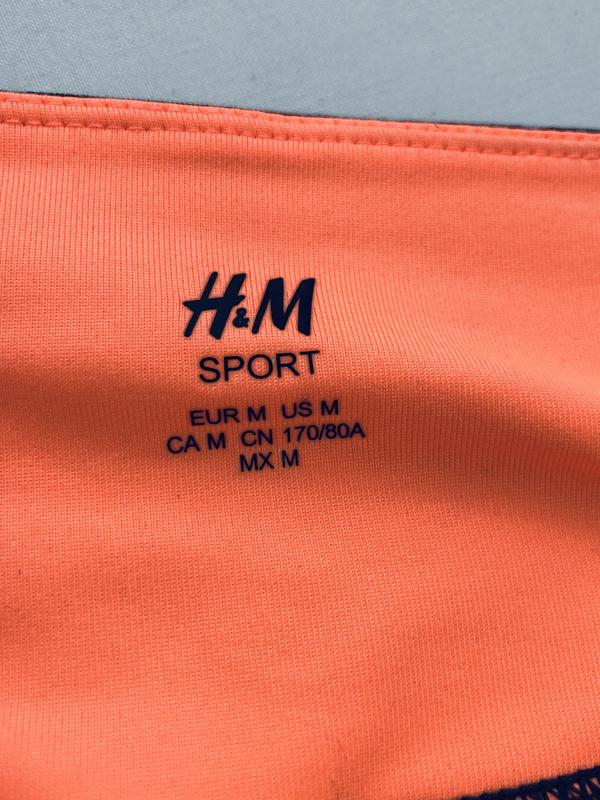 H&M
SPORT
EUR M US M
CA M CN 170/80A
MX M